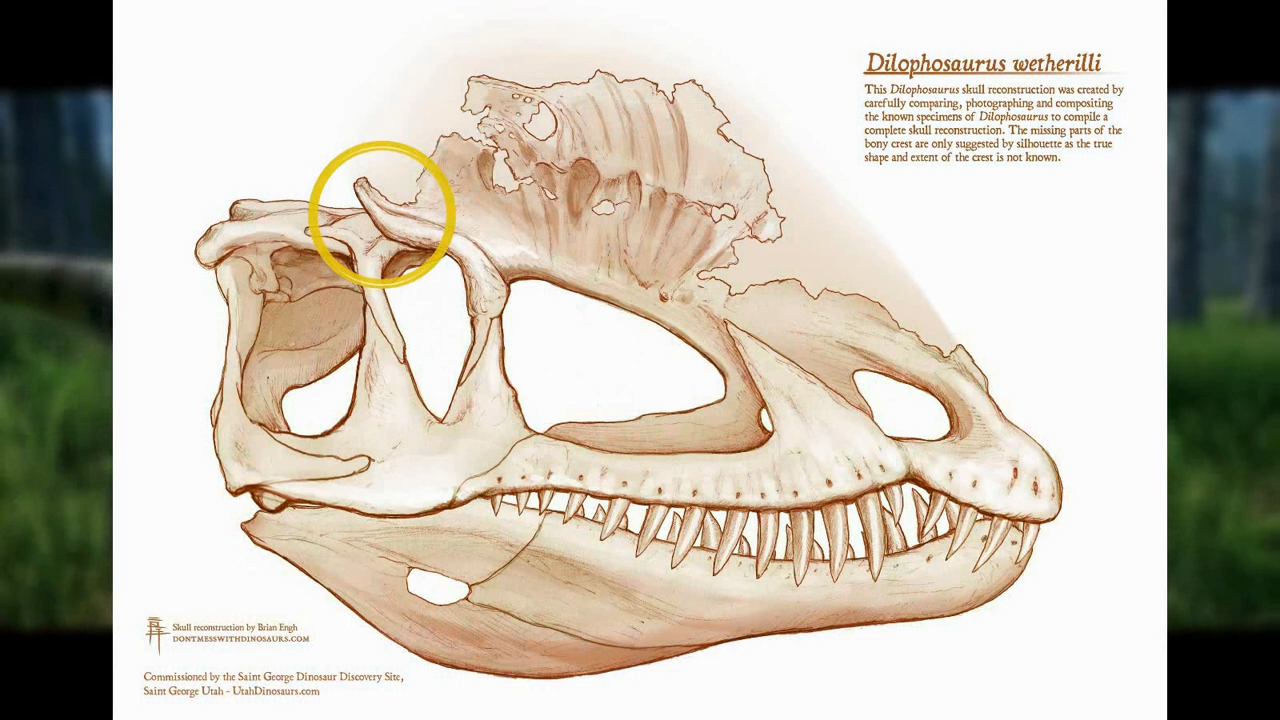 Dilophosaurus wetherilli
This Dilophosaurus skull reconstruction was created by
carefully comparing, photographing and compositing
the known specimens of Dilophosaurus to compile a
complete skull reconstruction. The missing parts of the
bony crest are only suggested by silhouette as the true
shape and extent of the crest is not known.
Skull reconstruction by Brian Engh
DONTMESSWITHDINOSAURS.COM
Commissioned by the Saint George Dinosaur Discovery Site,
Saint George Utah - UtahDinosaurs.com